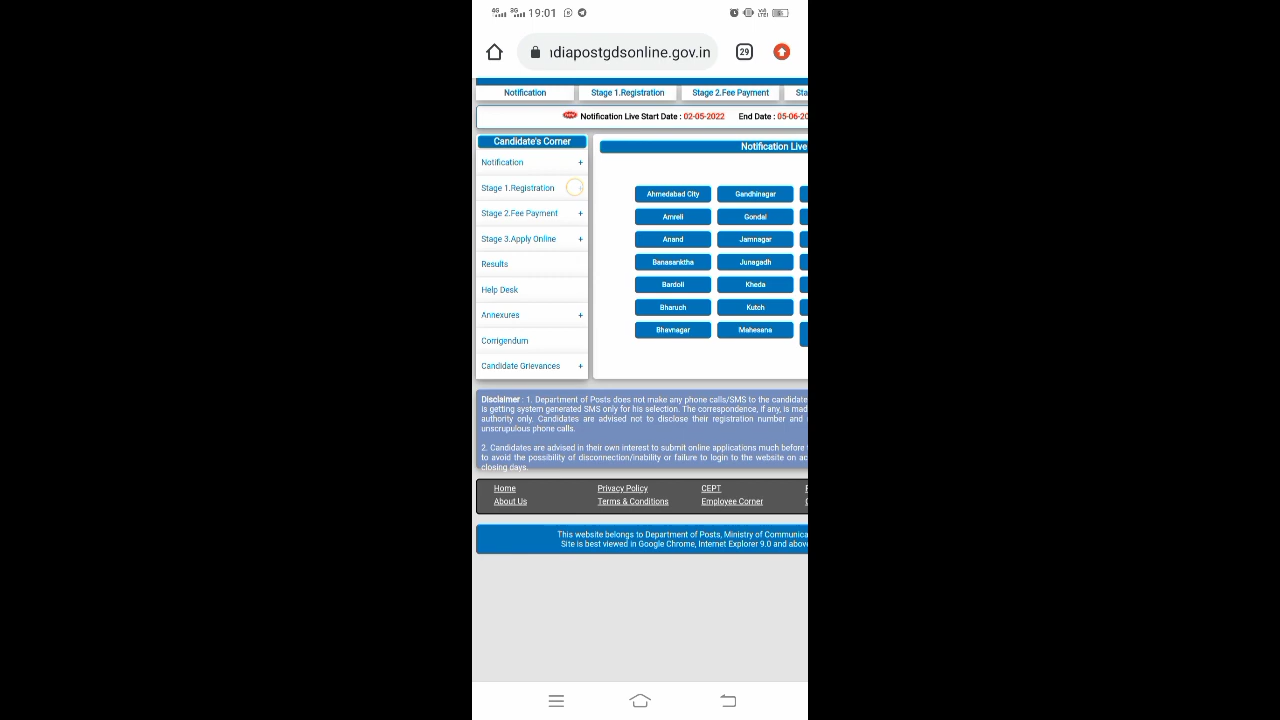 4G 3G 19:01
ndiapostgdsonline.gov.in 29
Notification Stage 1.Registration Stage 2.Fee Payment Sta
Notification Live Start Date : 02-05-2022 End Date : 05-06-20
Candidate's Corner
Notification +
Stage 1.Registration
Stage 2.Fee Payment +
Stage 3.Apply Online +
Results
Help Desk
Annexures +
Corrigendum
Candidate Grievances +
Notification Live
Ahmedabad City Gandhinagar
Amreli Gondal
Anand Jamnagar
Banasanktha Junagadh
Bardoli Kheda
Bharuch Kutch
Bhavnagar Mahesana
Disclaimer : 1. Department of Posts does not make any phone calls/SMS to the candidate
is getting system generated SMS only for his selection. The correspondence, if any, is mad
authority only. Candidates are advised not to disclose their registration number and
unscrupulous phone calls.
2. Candidates are advised in their own interest to submit online applications much before
to avoid the possibility of disconnection/inability or failure to login to the website on ac
closing days.
Home Privacy Policy CEPT
About Us Terms & Conditions Employee Corner
This website belongs to Department of Posts, Ministry of Communica
Site is best viewed in Google Chrome, Internet Explorer 9.0 and above